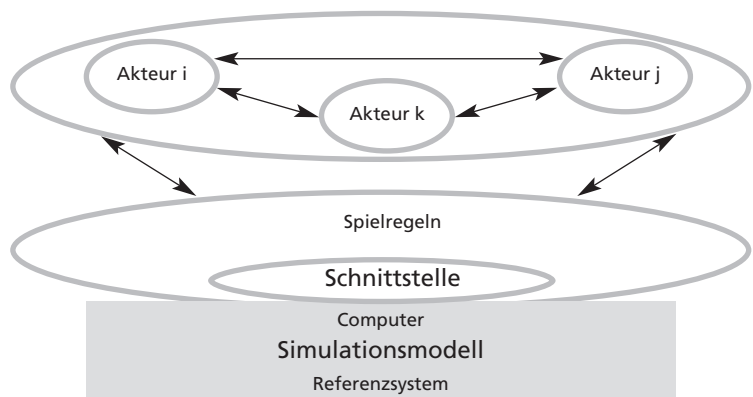 Akteur i
Akteur j
Akteur k
Spielregeln
Schnittstelle
Computer
Simulationsmodell
Referenzsystem